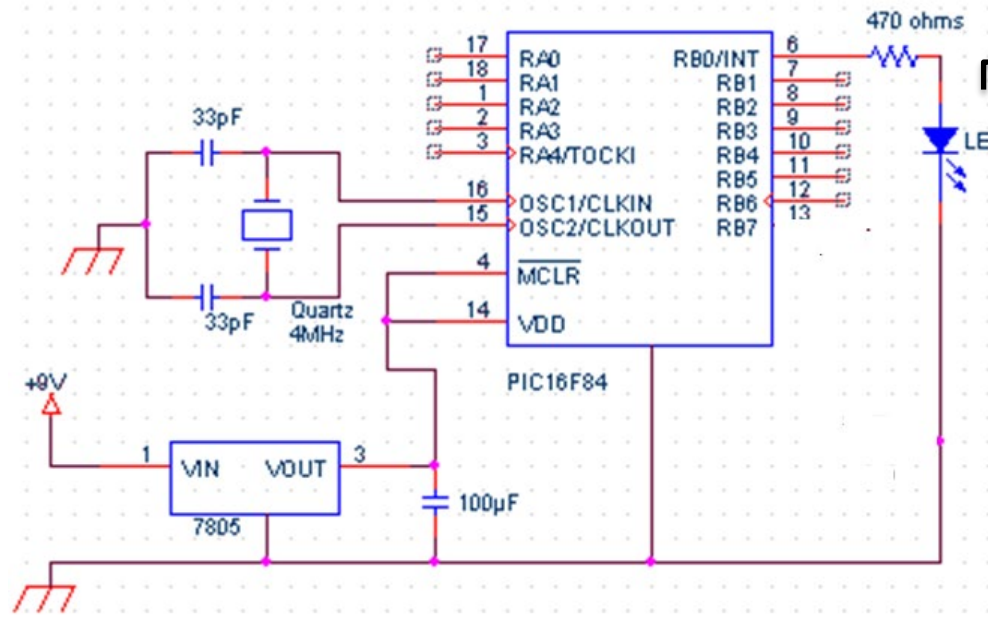 470 ohms
17 RA0 RB0/INT 6
18 RA1 RB1 7
1 RA2 RB2 8
2 RA3 RB3 9
3 RA4/TOCKI RB4 10
RB5 11
16 OSC1/CLKIN RB6 12
15 OSC2/CLKOUT RB7 13
4 MCLR
14 VDD
PIC16F84
LE
33pF
33pF
Quartz
4MHz
+9V
1 VIN VOUT 3
7805
100µF